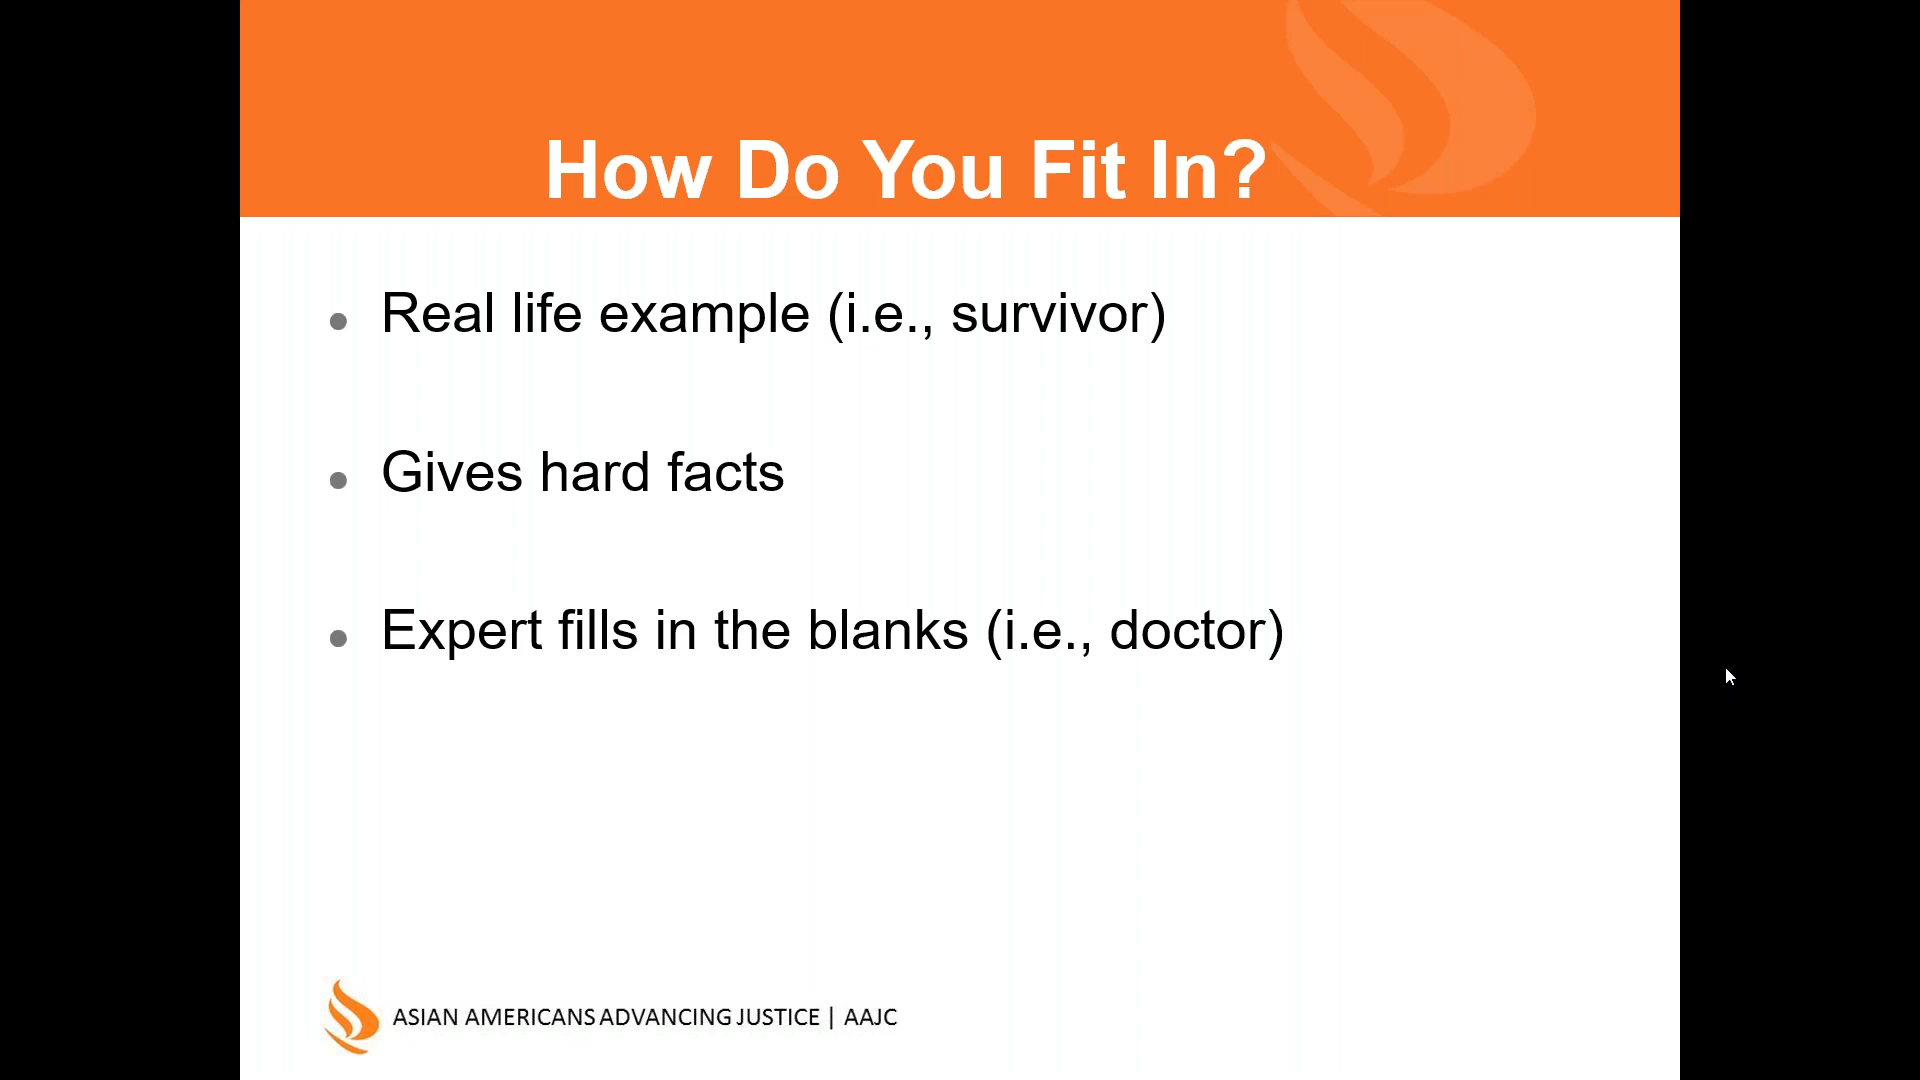 How Do You Fit In?
Real life example (i.e., survivor)
Gives hard facts
Expert fills in the blanks (i.e., doctor)
ASIAN AMERICANS ADVANCING JUSTICE | AAJC